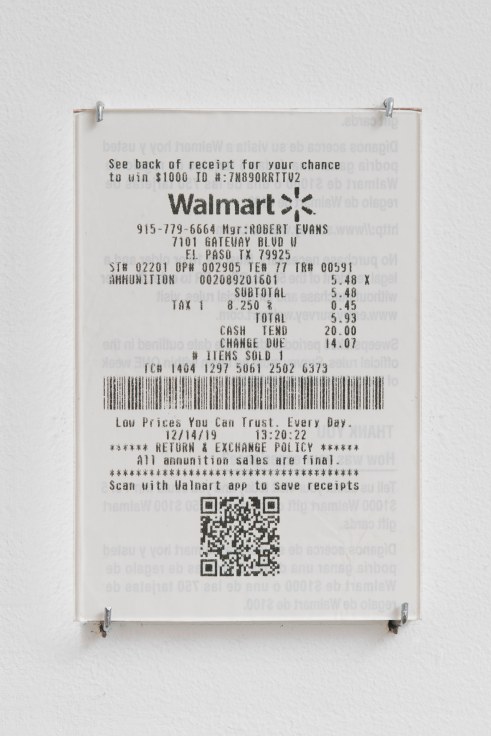 See back of receipt for your chance
to win $1000 ID #:7N89QRRTTV2
Walmart
915-779-6664 Mgr:ROBERT EVANS
7101 GATEWAY BLVD W
EL PASO TX 79925
ST# 02201 OP# 002905 TE# 77 TR# 00591
AMMUNITION 002089201601 5.48 X
SUBTOTAL 5.48
TAX 1 8.250 % 0.45
TOTAL 5.93
CASH TEND 20.00
CHANGE DUE 14.07
# ITEMS SOLD 1
TC# 1404 1297 5061 2502 6373
Low Prices You Can Trust. Every Day.
12/14/19 13:20:22
****** RETURN & EXCHANGE POLICY ******
All ammunition sales are final.
Scan with Walmart app to save receipts